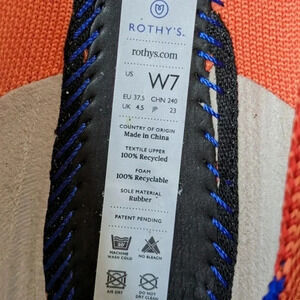 ROTHY'S
rothys.com
US W7
EU 37.5 CHN 240
UK 4.5 JP 23
COUNTRY OF ORIGIN
Made in China
TEXTILE UPPER
100% Recycled
FOAM
100% Recyclable
SOLE MATERIAL
Rubber
PATENT PENDING
MACHINE WASH COLD
NO BLEACH
AIR DRY
DO NOT DRY CLEAN